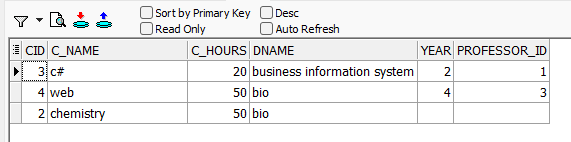 Sort by Primary Key Desc
Read Only Auto Refresh
CID C_NAME C_HOURS DNAME YEAR PROFESSOR_ID
3 c# 20 business information system 2 1
4 web 50 bio 4 3
2 chemistry 50 bio